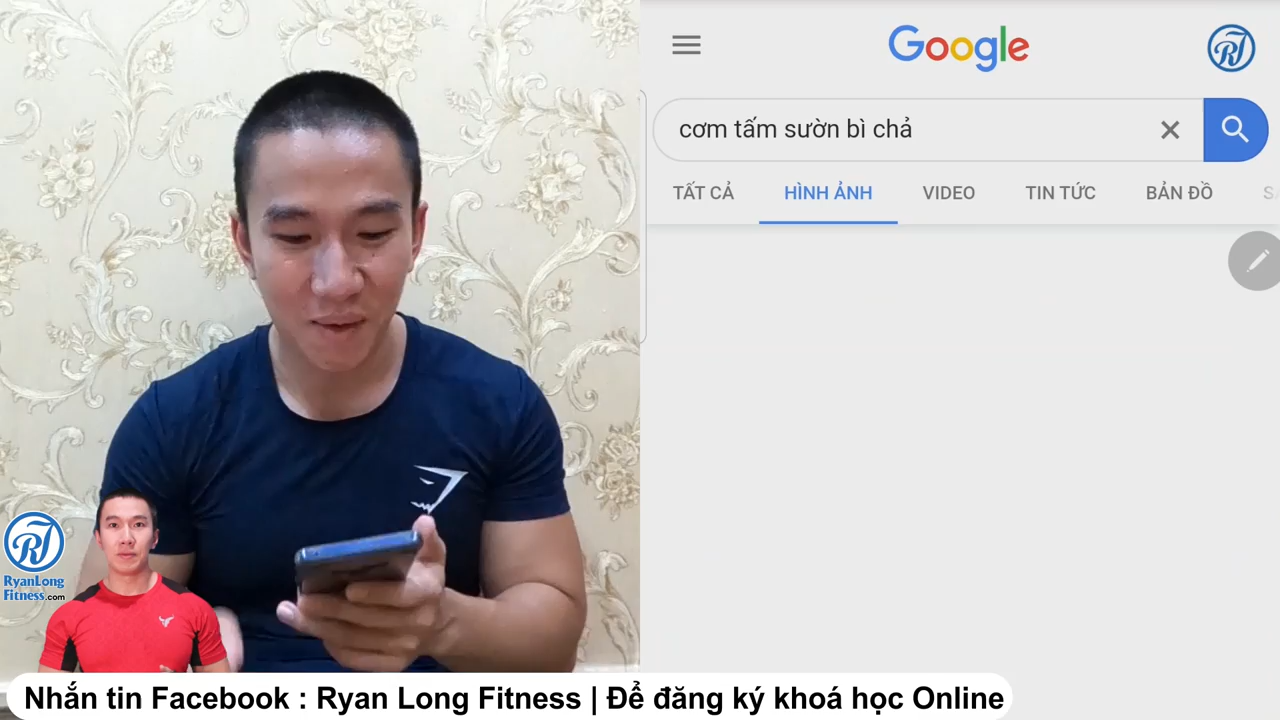 Google
cơm tấm sườn bì chả
TẤT CẢ
HÌNH ẢNH
VIDEO
TIN TỨC
BẢN ĐỒ
S
RyanLong
Fitness.com
Nhắn tin Facebook : Ryan Long Fitness | Để đăng ký khoá học Online